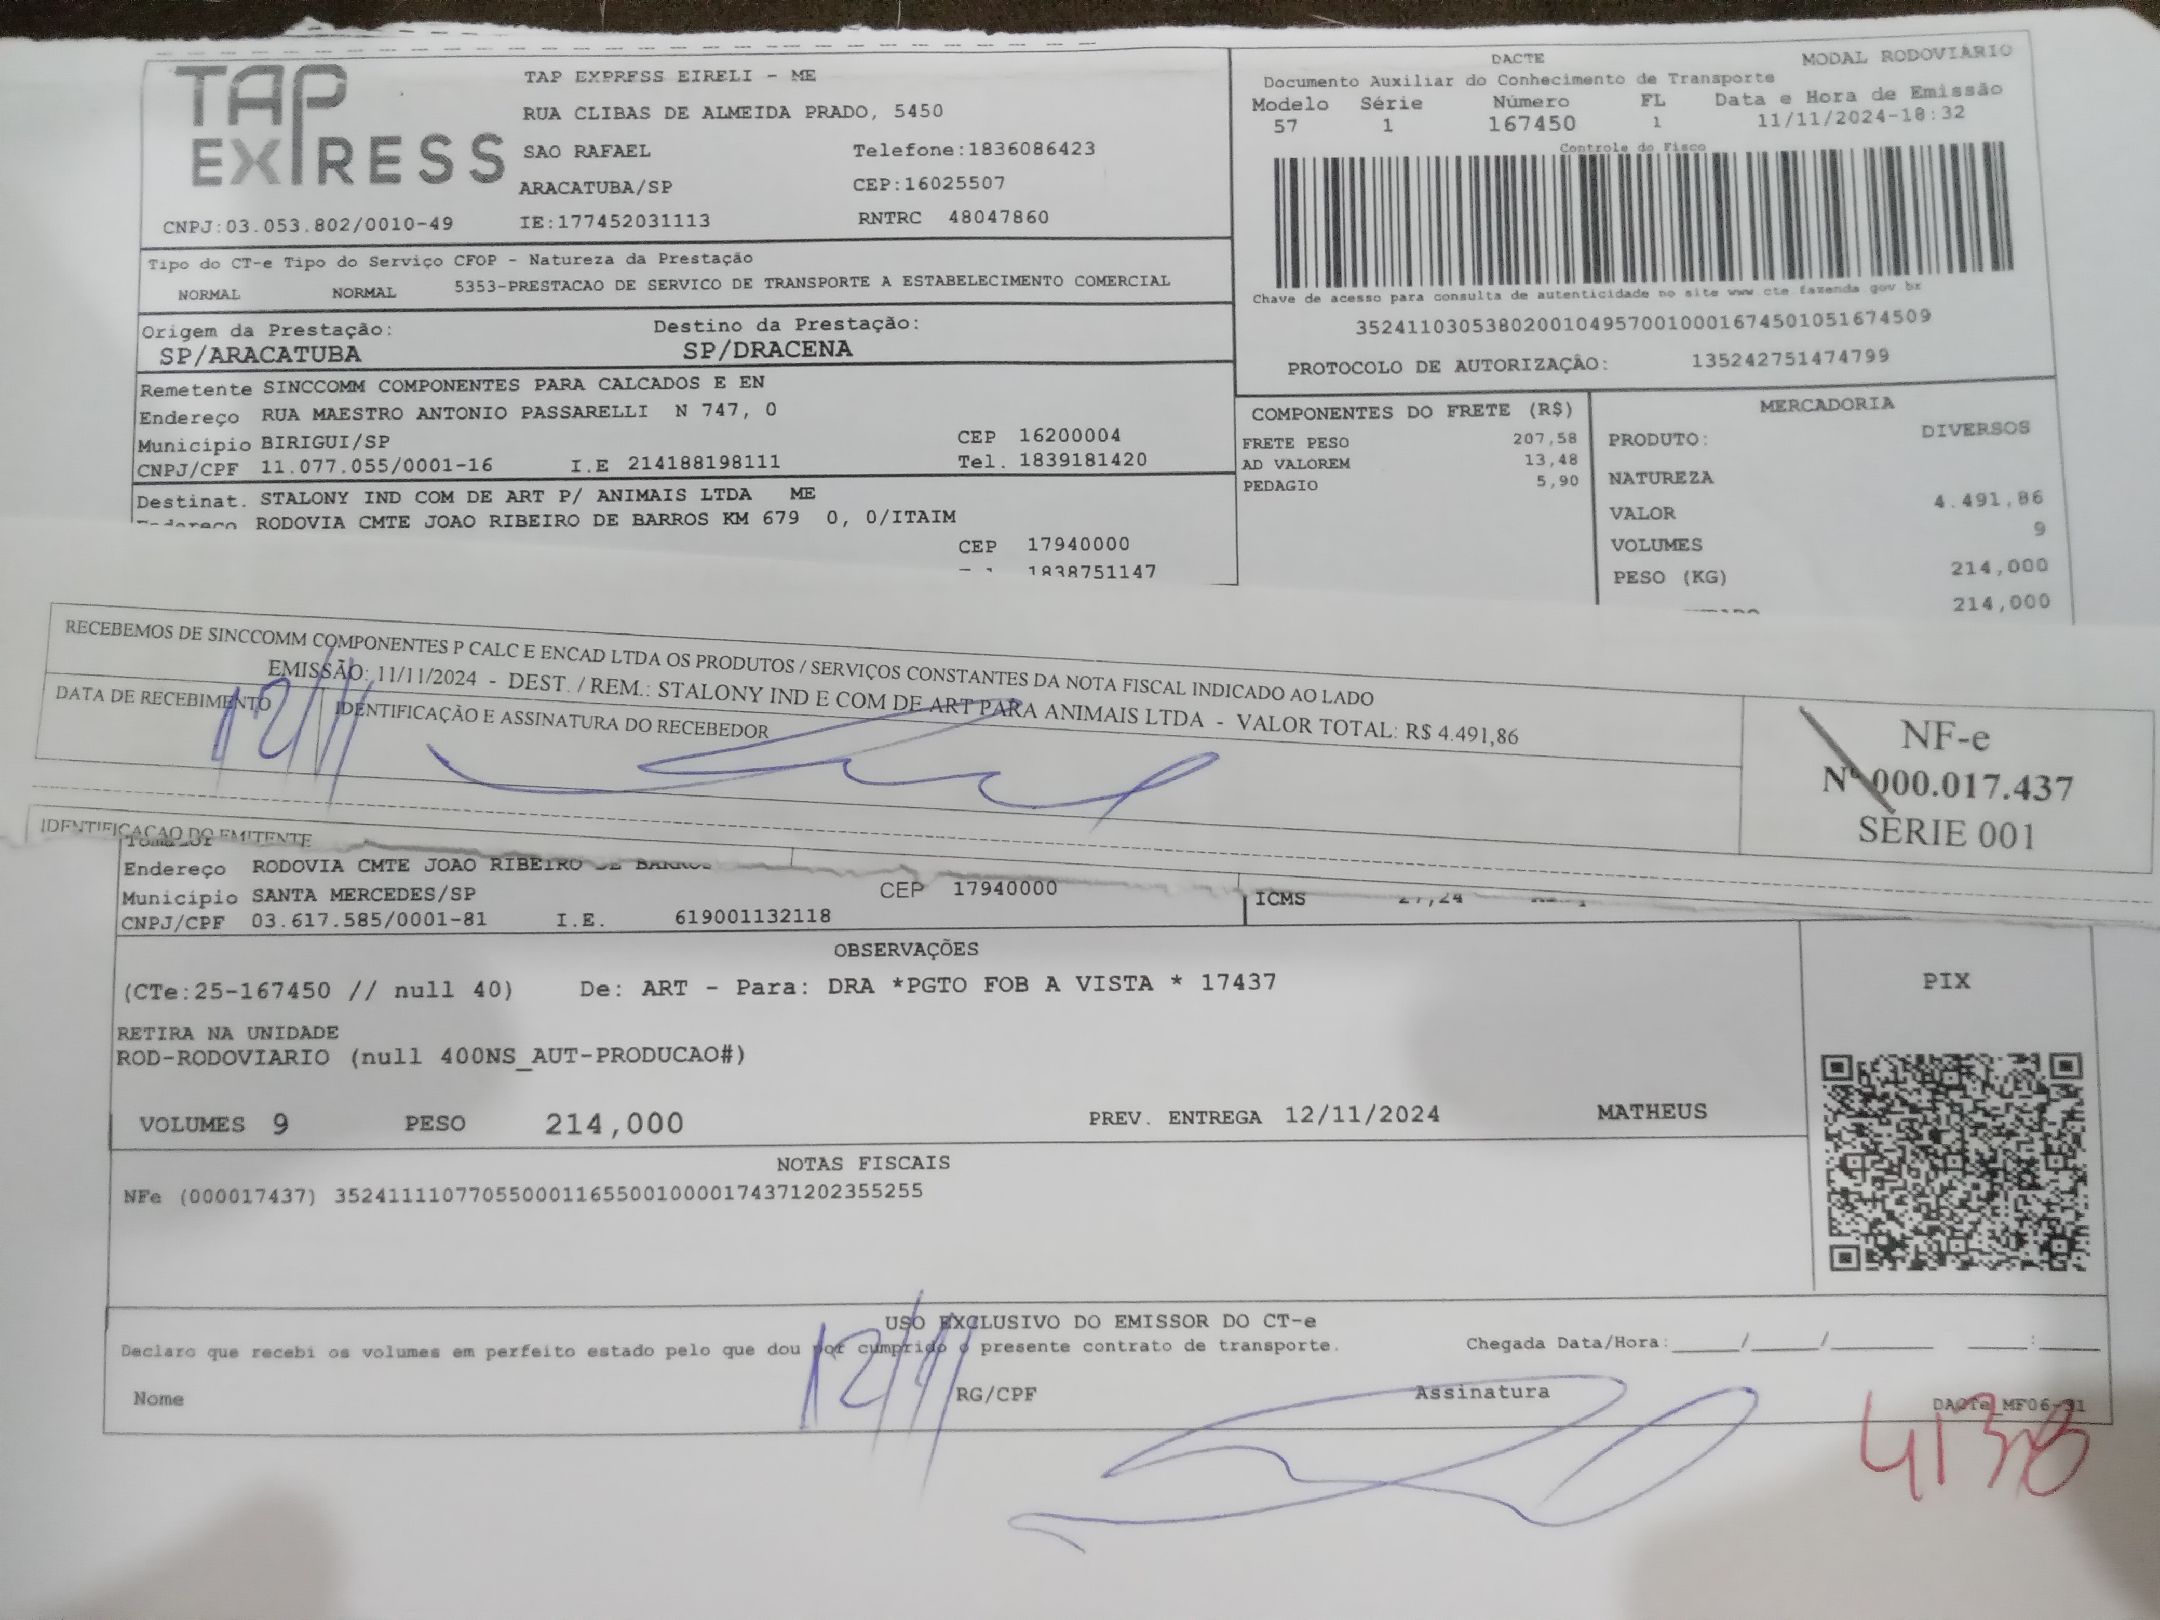 TAP EXPRESS
TAP EXPRESS EIRELI - ME
RUA CLIBAS DE ALMEIDA PRADO, 5450
SAO RAFAEL Telefone:1836086423
ARACATUBA/SP CEP:16025507
CNPJ:03.053.802/0010-49 IE:177452031113 RNTRC 48047860
DACTE MODAL RODOVIARIO
Documento Auxiliar do Conhecimento de Transporte
Modelo Série Número FL Data e Hora de Emissão
57 1 167450 1 11/11/2024-18:32
Controle do Fisco
Chave de acesso para consulta de autenticidade no site www.cte.fazenda.gov.br
35241103053802001049570010001674501051674509
PROTOCOLO DE AUTORIZAÇÃO: 135242751474799
Tipo do CT-e Tipo do Serviço CFOP - Natureza da Prestação
NORMAL NORMAL 5353-PRESTACAO DE SERVICO DE TRANSPORTE A ESTABELECIMENTO COMERCIAL
Origem da Prestação: Destino da Prestação:
SP/ARACATUBA SP/DRACENA
Remetente SINCCOMM COMPONENTES PARA CALCADOS E EN
Endereço RUA MAESTRO ANTONIO PASSARELLI N 747, 0
Município BIRIGUI/SP CEP 16200004
CNPJ/CPF 11.077.055/0001-16 I.E 214188198111 Tel. 1839181420
Destinat. STALONY IND COM DE ART P/ ANIMAIS LTDA ME
Endereço RODOVIA CMTE JOAO RIBEIRO DE BARROS KM 679 0, 0/ITAIM
CEP 17940000
1838751147
COMPONENTES DO FRETE (R$)
FRETE PESO 207,58
AD VALOREM 13,48
PEDAGIO 5,90
MERCADORIA
PRODUTO: DIVERSOS
NATUREZA
VALOR 4.491,86
VOLUMES 9
PESO (KG) 214,000
214,000
RECEBEMOS DE SINCCOMM COMPONENTES P CALC E ENCAD LTDA OS PRODUTOS / SERVIÇOS CONSTANTES DA NOTA FISCAL INDICADO AO LADO
EMISSÃO: 11/11/2024 - DEST. / REM.: STALONY IND E COM DE ART PARA ANIMAIS LTDA - VALOR TOTAL: R$ 4.491,86
DATA DE RECEBIMENTO IDENTIFICAÇÃO E ASSINATURA DO RECEBEDOR
12/11
NF-e
Nº 000.017.437
SÉRIE 001
IDENTIFICAÇÃO DO EMITENTE
Endereço RODOVIA CMTE JOAO RIBEIRO DE BARROS
Município SANTA MERCEDES/SP CEP 17940000
CNPJ/CPF 03.617.585/0001-81 I.E. 619001132118
ICMS 27,24
OBSERVAÇÕES
(CTe:25-167450 // null 40) De: ART - Para: DRA *PGTO FOB A VISTA * 17437
RETIRA NA UNIDADE
ROD-RODOVIARIO (null 400NS_AUT-PRODUCAO#)
PIX
VOLUMES 9 PESO 214,000 PREV. ENTREGA 12/11/2024 MATHEUS
NOTAS FISCAIS
NFe (000017437) 35241111077055000116550010000174371202355255
USO EXCLUSIVO DO EMISSOR DO CT-e
Declaro que recebi os volumes em perfeito estado pelo que dou por cumprido o presente contrato de transporte. Chegada Data/Hora:_____/_____/_______ ____:____
12/11
Nome RG/CPF Assinatura
4138